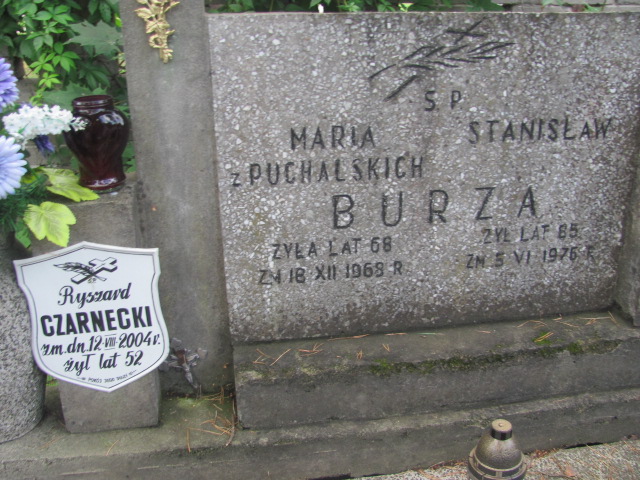 Ś. P.
MARIA STANISŁAW
z PUCHALSKICH
BURZA
ŻYŁA LAT 68 ŻYŁ LAT 85
ZM 18 XII 1968 R. ZM 5 VI 1976 R.
Ryszard
CZARNECKI
zm. dn. 12-VIII-2004 r.
żył lat 52